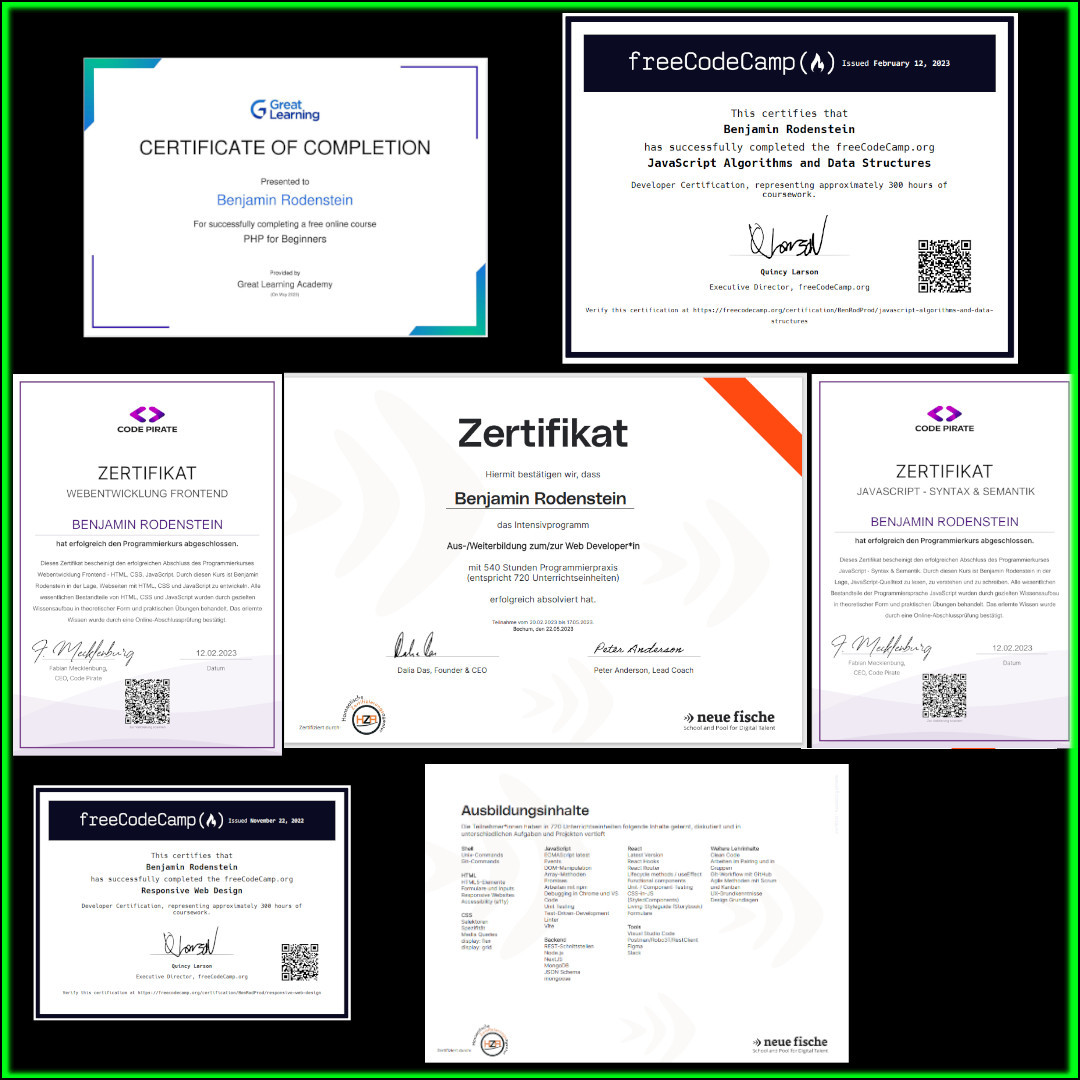 Great
Learning
CERTIFICATE OF COMPLETION
Presented to
Benjamin Rodenstein
For successfully completing a free online course
PHP for Beginners
Provided by
Great Learning Academy
(On May 2023)
freeCodeCamp Issued February 12, 2023
This certifies that
Benjamin Rodenstein
has successfully completed the freeCodeCamp.org
JavaScript Algorithms and Data Structures
Developer Certification, representing approximately 300 hours of
coursework.
Quincy Larson
Executive Director, freeCodeCamp.org
Verify this certification at https://freecodecamp.org/certification/BenRodProd/javascript-algorithms-and-data-
structures
CODE PIRATE
ZERTIFIKAT
WEBENTWICKLUNG FRONTEND
BENJAMIN RODENSTEIN
hat erfolgreich den Programmierkurs abgeschlossen.
Dieses Zertifikat bescheinigt den erfolgreichen Abschluss des Programmierkurses
Webentwicklung Frontend - HTML, CSS, JavaScript. Durch diesen Kurs ist Benjamin
Rodenstein in der Lage, Webseiten mit HTML, CSS und JavaScript zu entwickeln. Alle
wesentlichen Bestandteile von HTML, CSS und JavaScript wurden durch gezielten
Wissensaufbau in theoretischer Form und praktischen Übungen behandelt. Das erlernte
Wissen wurde durch eine Online-Abschlussprüfung bestätigt.
F. Mecklenburg
12.02.2023
Fabian Mecklenburg,
CEO, Code Pirate
Datum
Zertifikat
Hiermit bestätigen wir, dass
Benjamin Rodenstein
das Intensivprogramm
Aus-/Weiterbildung zum/zur Web Developer*in
mit 540 Stunden Programmierpraxis
(entspricht 720 Unterrichtseinheiten)
erfolgreich absolviert hat.
Teilnahme vom 20.02.2023 bis 17.05.2023
Bochum, den 22.05.2023
Peter Anderson
Dalia Das, Founder & CEO
Peter Anderson, Lead Coach
Zertifiziert durch
HZA
neue fische
School and Pool for Digital Talent
CODE PIRATE
ZERTIFIKAT
JAVASCRIPT - SYNTAX & SEMANTIK
BENJAMIN RODENSTEIN
hat erfolgreich den Programmierkurs abgeschlossen.
Dieses Zertifikat bescheinigt den erfolgreichen Abschluss des Programmierkurses
JavaScript - Syntax & Semantik. Durch diesen Kurs ist Benjamin Rodenstein in der
Lage, JavaScript-Quelltext zu lesen, zu verstehen und zu schreiben. Alle wesentlichen
Bestandteile der Programmiersprache JavaScript wurden durch gezielten Wissensaufbau
in theoretischer Form und praktischen Übungen behandelt. Das erlernte Wissen wurde
durch eine Online-Abschlussprüfung bestätigt.
F. Mecklenburg
12.02.2023
Fabian Mecklenburg,
CEO, Code Pirate
Datum
freeCodeCamp Issued November 22, 2022
This certifies that
Benjamin Rodenstein
has successfully completed the freeCodeCamp.org
Responsive Web Design
Developer Certification, representing approximately 300 hours of
coursework.
Quincy Larson
Executive Director, freeCodeCamp.org
Verify this certification at https://freecodecamp.org/certification/BenRodProd/responsive-web-design
Ausbildungsinhalte
Die Teilnehmer*innen haben in 720 Unterrichtseinheiten folgende Inhalte gelernt, diskutiert und in
unterschiedlichen Aufgaben und Projekten vertieft
Shell
Unix-Commands
Git-Commands
HTML
HTML5-Elemente
Formulare und Inputs
Responsive Websites
Accessibility (a11y)
CSS
Selektoren
Spezifität
Media Queries
display: flex
display: grid
JavaScript
ECMAScript latest
Events
DOM-Manipulation
Array-Methoden
Promises
Arbeiten mit npm
Debugging in Chrome und VS
Code
Unit Testing
Test-Driven-Development
Linter
Vite
Backend
REST-Schnittstellen
Node.js
NextJS
MongoDB
JSON Schema
mongoose
React
Latest Version
React Hooks
React Router
Lifecycle methods / useEffect
Functional components
Unit / Component Testing
CSS-in-JS
(StyledComponents)
Living Styleguide (Storybook)
Formulare
Tools
Visual Studio Code
Postman/Nobo31/RestClient
Figma
Slack
Weitere Lerninhalte
Clean Code
Arbeiten im Pairing und in
Gruppen
Git-Workflow mit GitHub
Agile Methoden mit Scrum
und Kanban
UX-Grundkenntnisse
Design Grundlagen
Zertifiziert durch
HZA
neue fische
School and Pool for Digital Talent